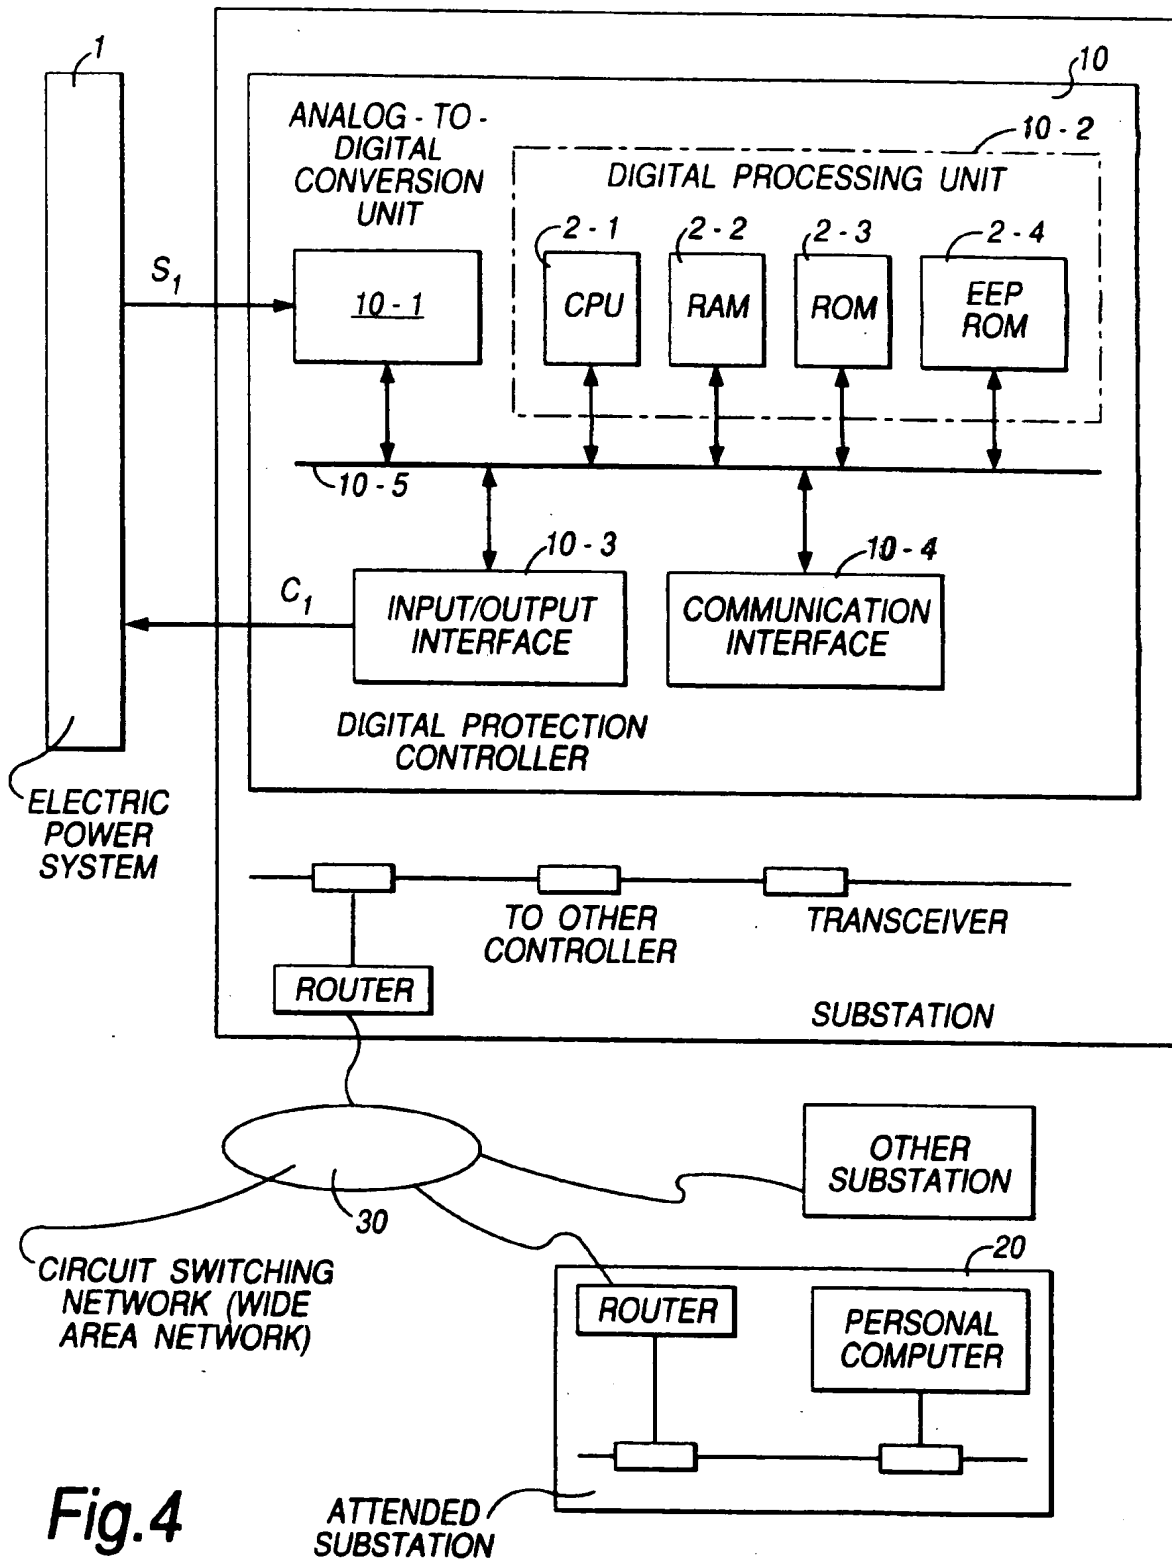 1
10
ANALOG - TO -
DIGITAL
CONVERSION
UNIT
10 - 2
DIGITAL PROCESSING UNIT
2 - 1
2 - 2
2 - 3
2 - 4
S1
10 - 1
CPU
RAM
ROM
EEP
ROM
10 - 5
10 - 3
10 - 4
C1
INPUT/OUTPUT
INTERFACE
COMMUNICATION
INTERFACE
DIGITAL PROTECTION
CONTROLLER
ELECTRIC
POWER
SYSTEM
TO OTHER
CONTROLLER
TRANSCEIVER
ROUTER
SUBSTATION
OTHER
SUBSTATION
30
CIRCUIT SWITCHING
NETWORK (WIDE
AREA NETWORK)
20
ROUTER
PERSONAL
COMPUTER
ATTENDED
SUBSTATION
Fig.4